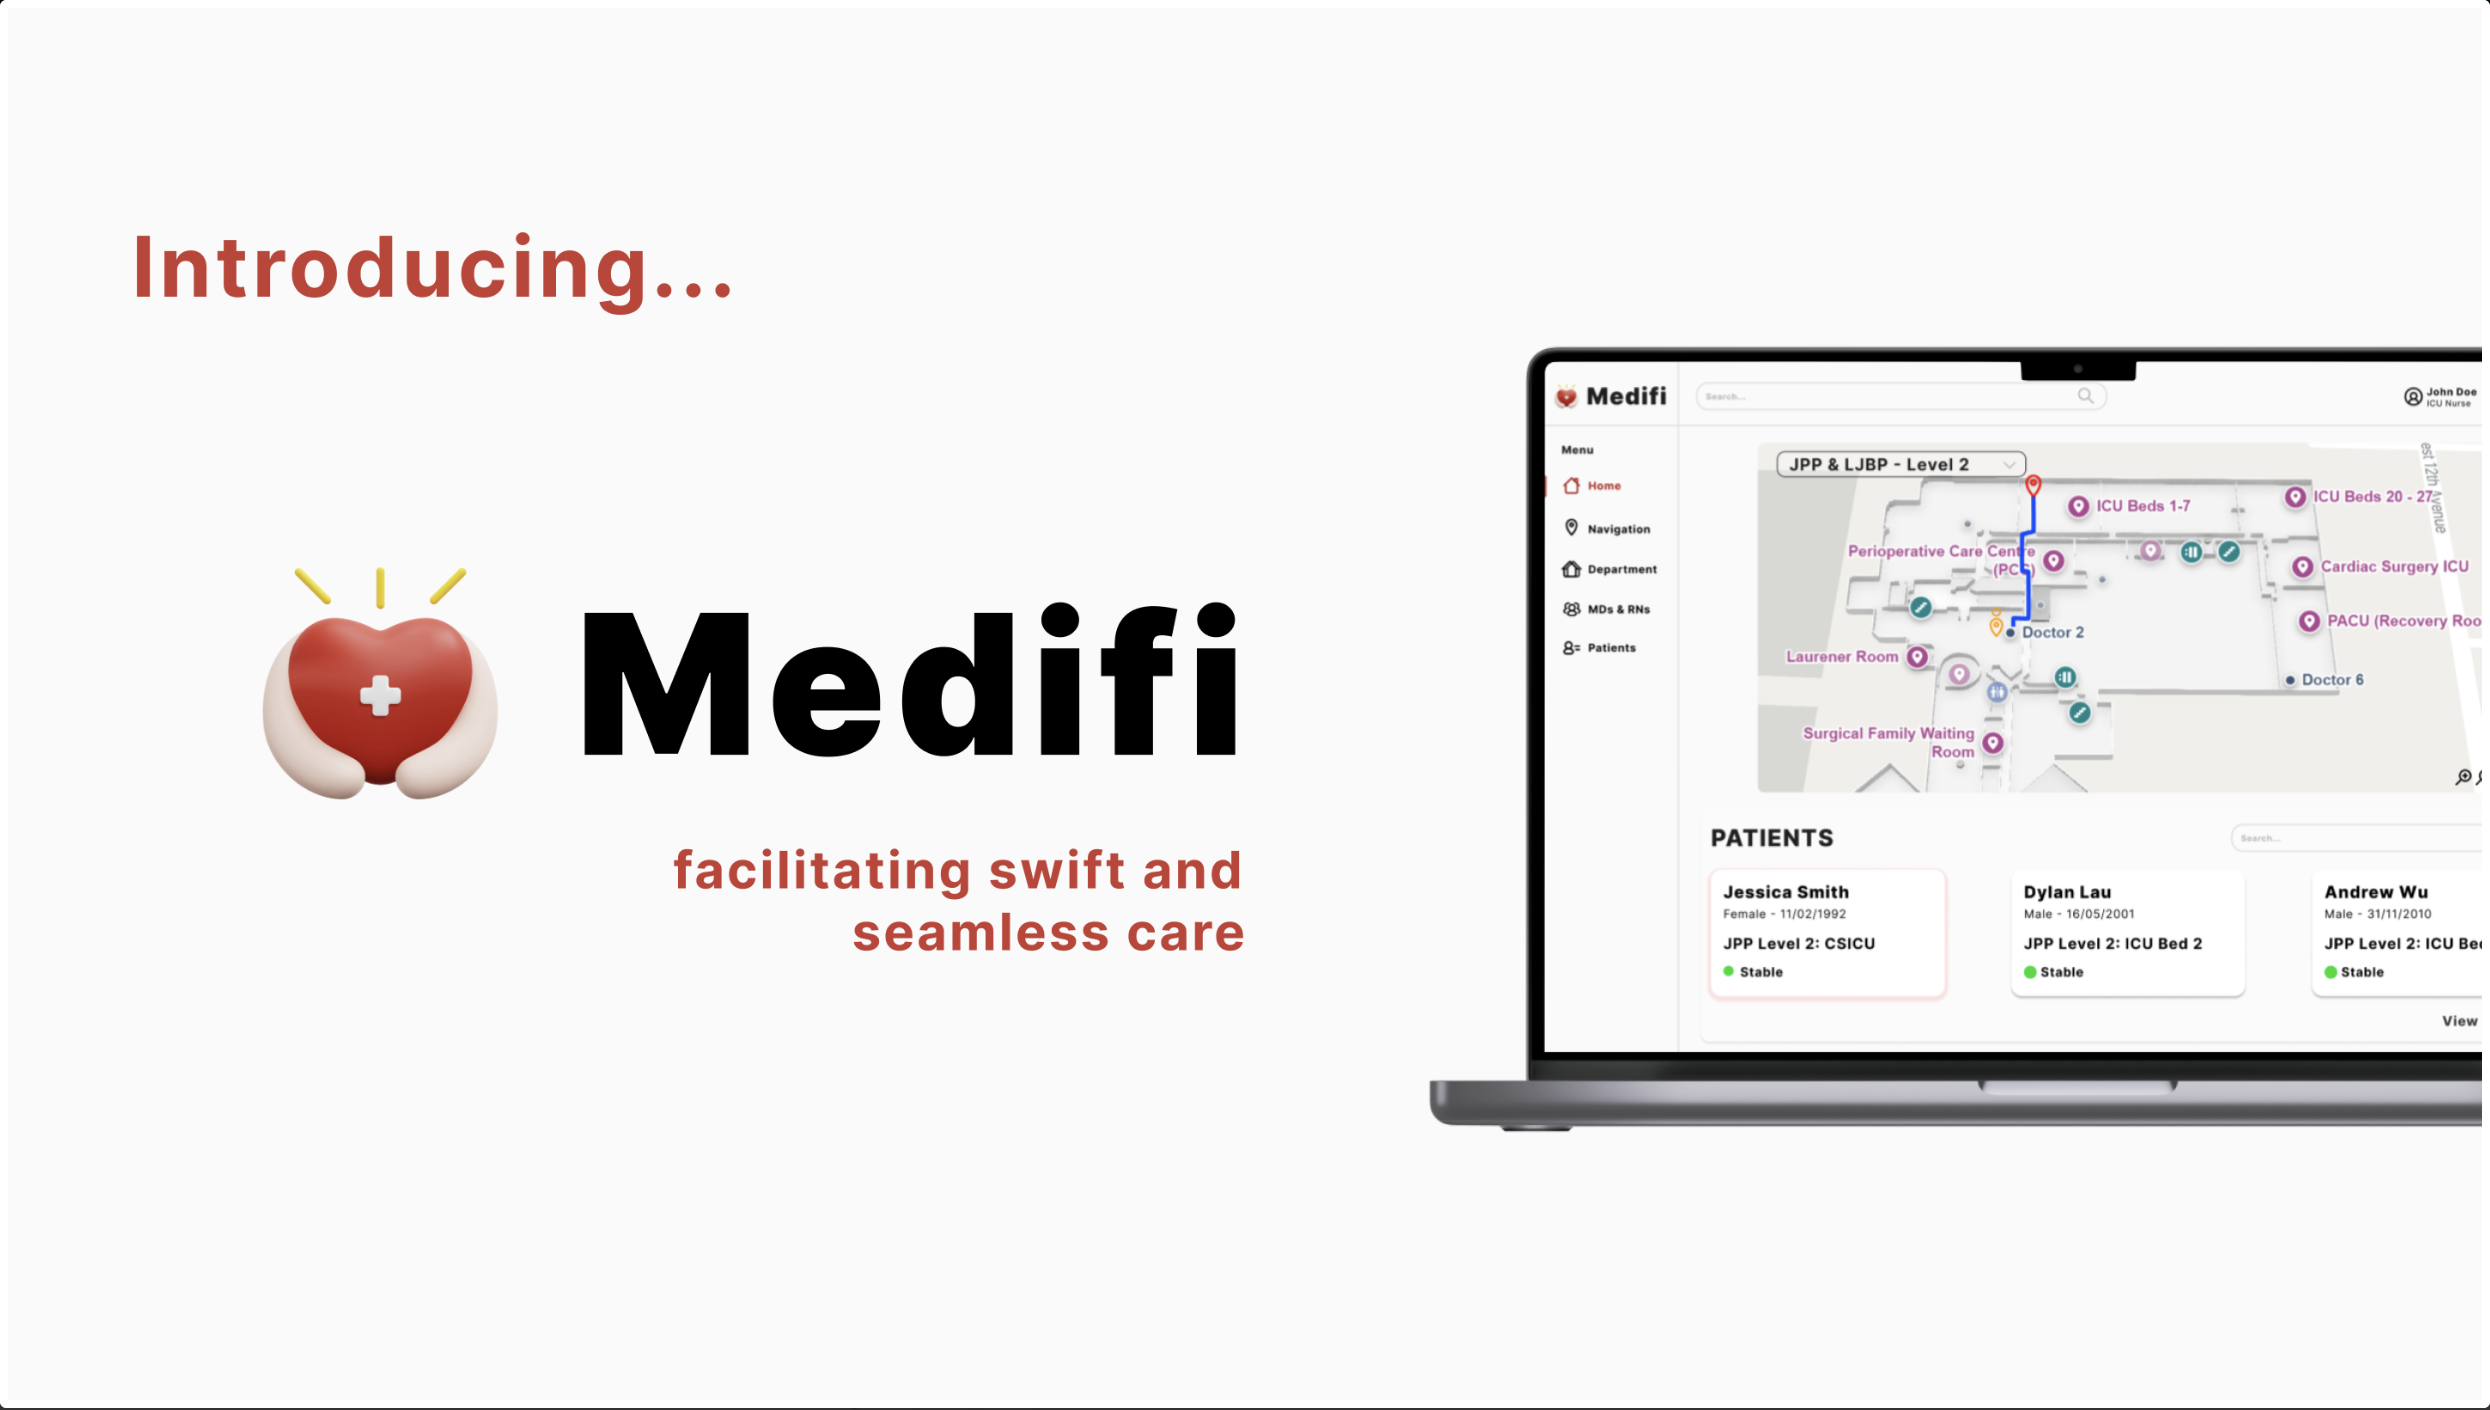 Introducing...
Medifi
facilitating swift and
seamless care
Medifi
Search...
John Doe
ICU Nurse
Menu
Home
Navigation
Department
MDs & RNs
Patients
JPP & LJBP - Level 2
est 12th Avenue
ICU Beds 1-7
ICU Beds 20 - 27
Perioperative Care Centre
(PCC)
Cardiac Surgery ICU
PACU (Recovery Roo
Doctor 2
Laurener Room
Doctor 6
Surgical Family Waiting
Room
PATIENTS
Search...
Jessica Smith
Female - 11/02/1992
JPP Level 2: CSICU
Stable
Dylan Lau
Male - 16/05/2001
JPP Level 2: ICU Bed 2
Stable
Andrew Wu
Male - 31/11/2010
JPP Level 2: ICU Bed
Stable
View